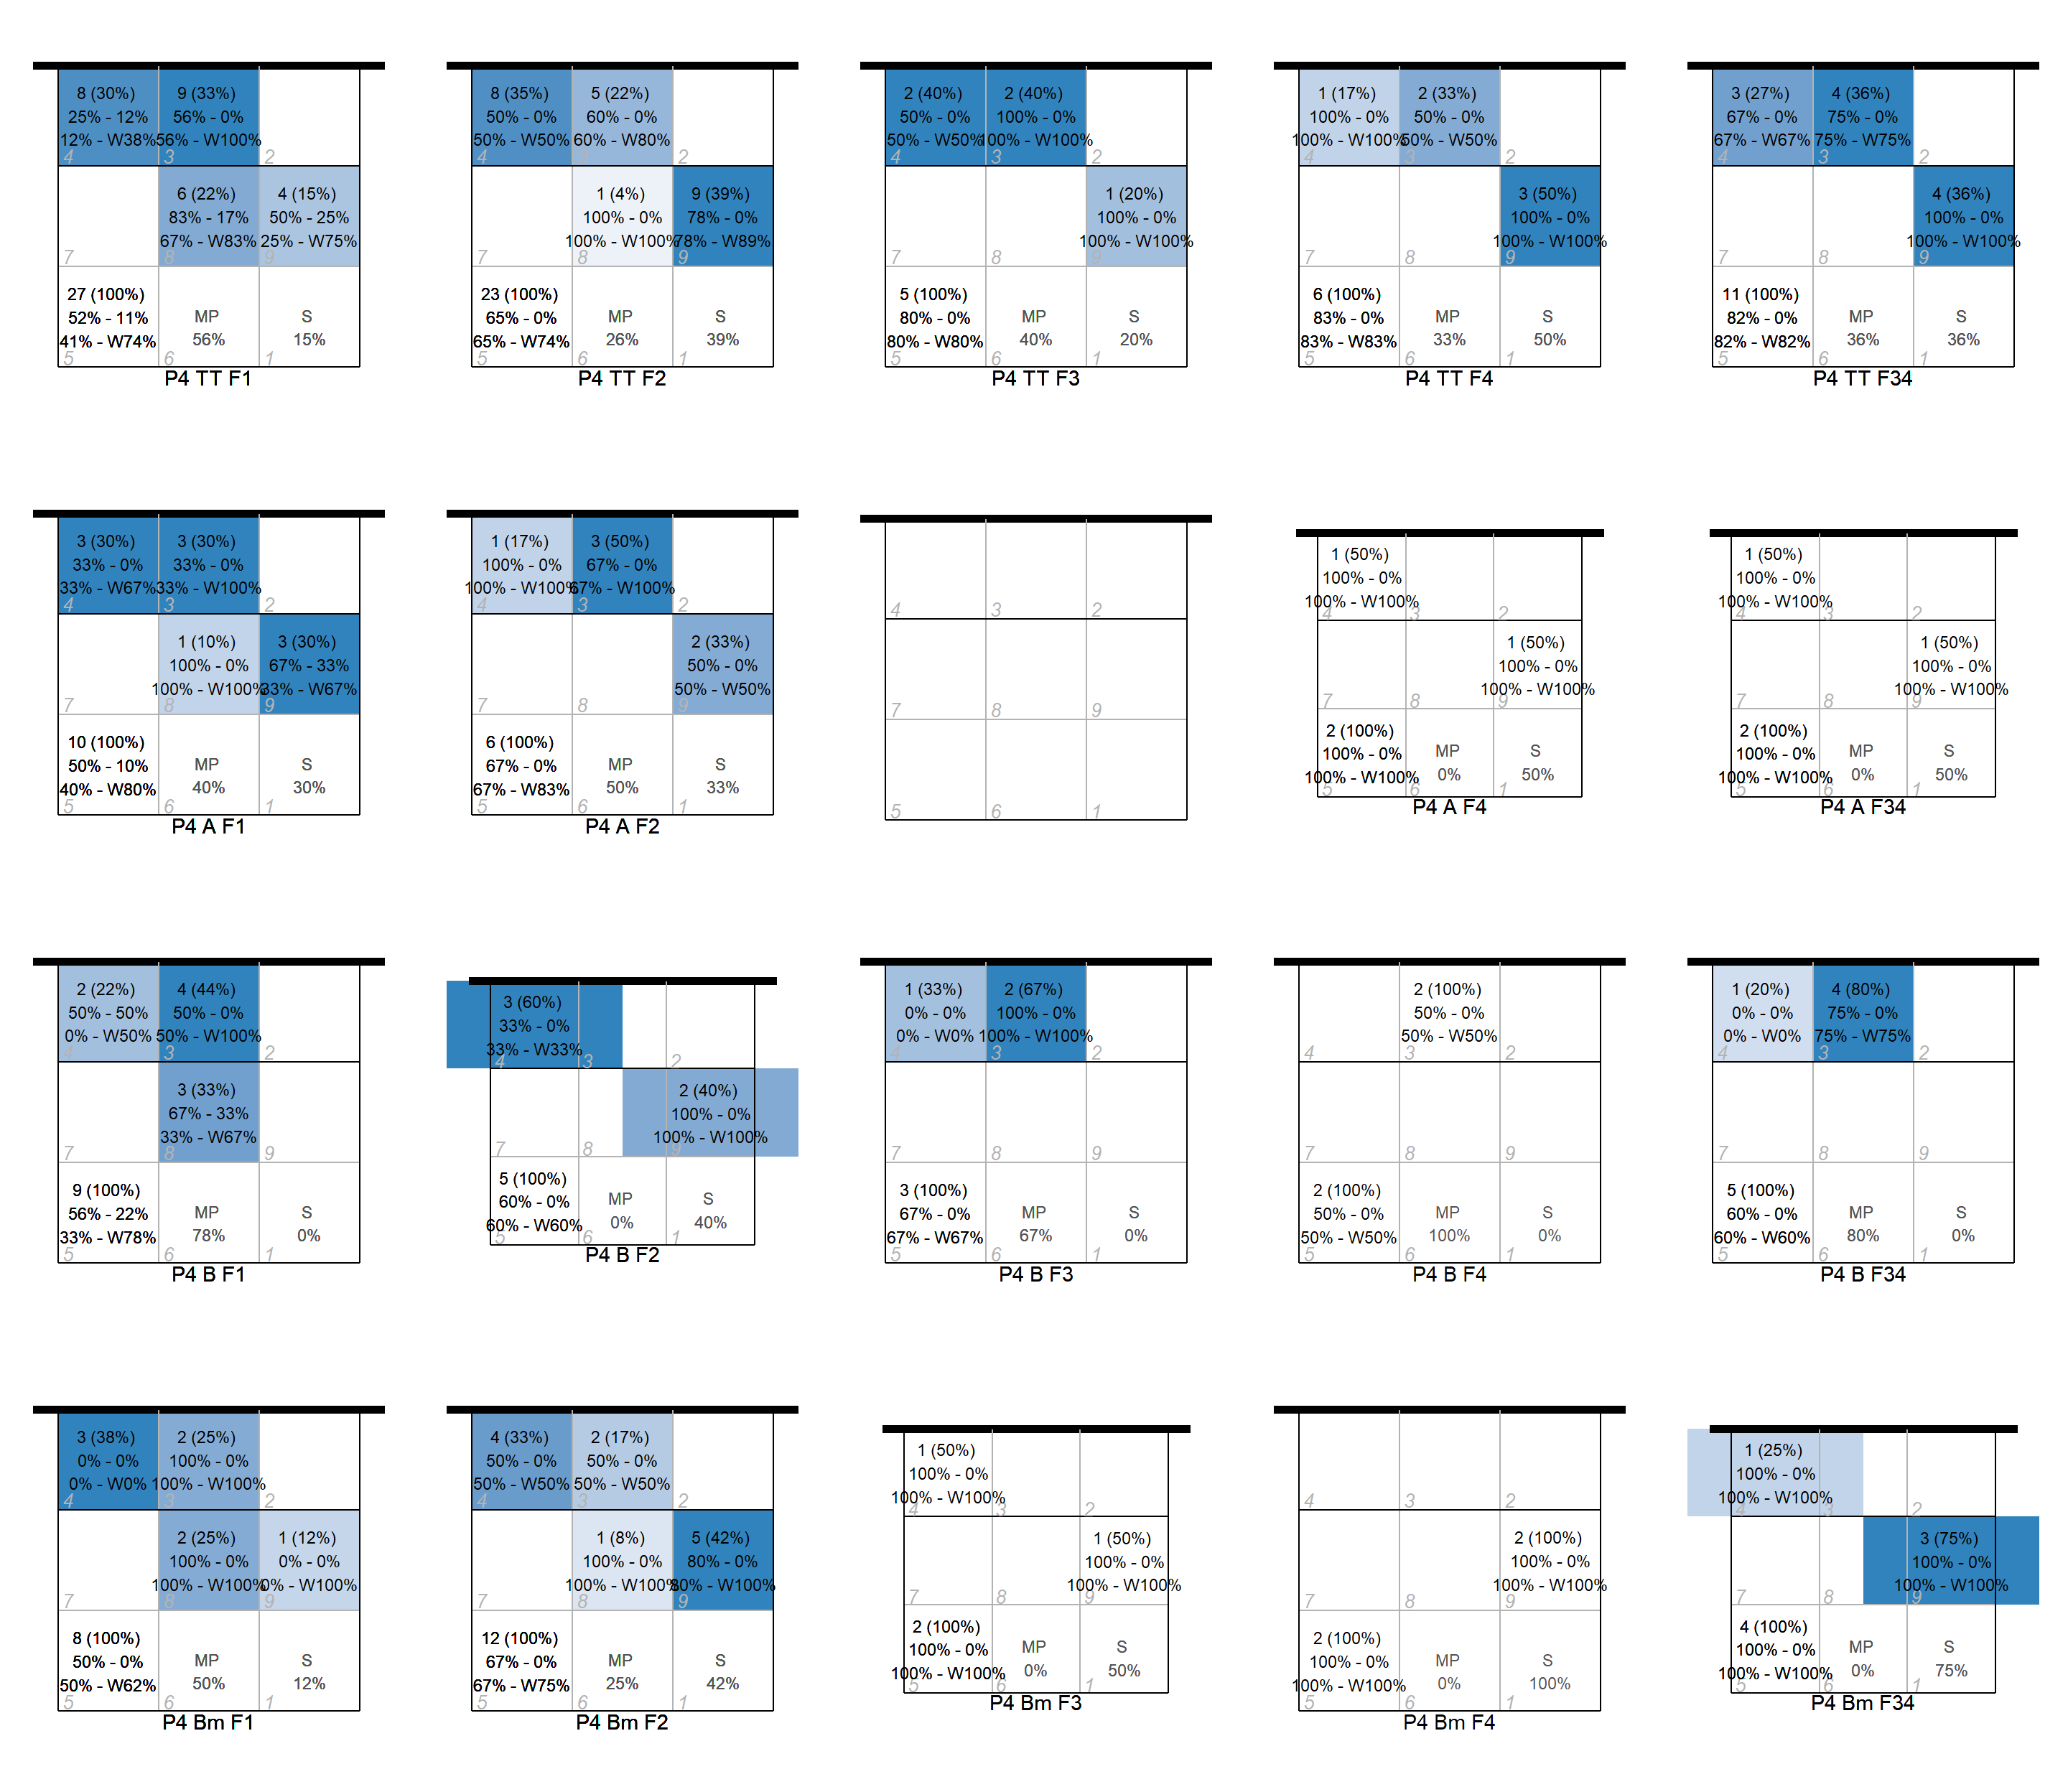 8 (30%)
25% - 12%
12% - W38%
4
9 (33%)
56% - 0%
56% - W100%
3
2
7
6 (22%)
83% - 17%
67% - W83%
8
4 (15%)
50% - 25%
25% - W75%
9
27 (100%)
52% - 11%
41% - W74%
5
MP
56%
6
S
15%
1
P4 TT F1
8 (35%)
50% - 0%
50% - W50%
4
5 (22%)
60% - 0%
60% - W80%
2
7
1 (4%)
100% - 0%
100% - W100%
8
9 (39%)
78% - 0%
78% - W89%
9
23 (100%)
65% - 0%
65% - W74%
5
MP
26%
6
S
39%
1
P4 TT F2
2 (40%)
50% - 0%
50% - W50%
4
2 (40%)
100% - 0%
100% - W100%
3
2
7
8
1 (20%)
100% - 0%
100% - W100%
9
5 (100%)
80% - 0%
80% - W80%
5
MP
40%
6
S
20%
1
P4 TT F3
1 (17%)
100% - 0%
100% - W100%
4
2 (33%)
50% - 0%
50% - W50%
3
2
7
8
3 (50%)
100% - 0%
100% - W100%
9
6 (100%)
83% - 0%
83% - W83%
5
MP
33%
6
S
50%
1
P4 TT F4
3 (27%)
67% - 0%
67% - W67%
4
4 (36%)
75% - 0%
75% - W75%
3
2
7
8
4 (36%)
100% - 0%
100% - W100%
9
11 (100%)
82% - 0%
82% - W82%
5
MP
36%
6
S
36%
1
P4 TT F34
3 (30%)
33% - 0%
33% - W67%
4
3 (30%)
33% - 0%
33% - W100%
3
2
7
1 (10%)
100% - 0%
100% - W100%
8
3 (30%)
67% - 33%
33% - W67%
9
10 (100%)
50% - 10%
40% - W80%
5
MP
40%
6
S
30%
1
P4 A F1
1 (17%)
100% - 0%
100% - W100%
4
3 (50%)
67% - 0%
67% - W100%
3
2
7
8
2 (33%)
50% - 0%
50% - W50%
9
6 (100%)
67% - 0%
67% - W83%
5
MP
50%
6
S
33%
1
P4 A F2
4
3
2
7
8
9
5
6
1
1 (50%)
100% - 0%
100% - W100%
4
3
2
7
8
1 (50%)
100% - 0%
100% - W100%
9
2 (100%)
100% - 0%
100% - W100%
5
MP
0%
6
S
50%
1
P4 A F4
1 (50%)
100% - 0%
100% - W100%
4
3
2
7
8
1 (50%)
100% - 0%
100% - W100%
9
2 (100%)
100% - 0%
100% - W100%
5
MP
0%
6
S
50%
1
P4 A F34
2 (22%)
50% - 50%
0% - W50%
4
4 (44%)
50% - 0%
50% - W100%
3
2
7
3 (33%)
67% - 33%
33% - W67%
8
9
9 (100%)
56% - 22%
33% - W78%
5
MP
78%
6
S
0%
1
P4 B F1
3 (60%)
33% - 0%
33% - W33%
4
3
2
7
8
2 (40%)
100% - 0%
100% - W100%
9
5 (100%)
60% - 0%
60% - W60%
5
MP
0%
6
S
40%
1
P4 B F2
1 (33%)
0% - 0%
0% - W0%
4
2 (67%)
100% - 0%
100% - W100%
3
2
7
8
9
3 (100%)
67% - 0%
67% - W67%
5
MP
67%
6
S
0%
1
P4 B F3
4
2 (100%)
50% - 0%
50% - W50%
3
2
7
8
9
2 (100%)
50% - 0%
50% - W50%
5
MP
100%
6
S
0%
1
P4 B F4
1 (20%)
0% - 0%
0% - W0%
4
4 (80%)
75% - 0%
75% - W75%
3
2
7
8
9
5 (100%)
60% - 0%
60% - W60%
5
MP
80%
6
S
0%
1
P4 B F34
3 (38%)
0% - 0%
0% - W0%
4
2 (25%)
100% - 0%
100% - W100%
3
2
7
2 (25%)
100% - 0%
100% - W100%
8
1 (12%)
0% - 0%
0% - W100%
9
8 (100%)
50% - 0%
50% - W62%
5
MP
50%
6
S
12%
1
P4 Bm F1
4 (33%)
50% - 0%
50% - W50%
4
2 (17%)
50% - 0%
50% - W50%
3
2
7
1 (8%)
100% - 0%
100% - W100%
8
5 (42%)
80% - 0%
80% - W100%
9
12 (100%)
67% - 0%
67% - W75%
5
MP
25%
6
S
42%
1
P4 Bm F2
1 (50%)
100% - 0%
100% - W100%
4
3
2
7
8
1 (50%)
100% - 0%
100% - W100%
9
2 (100%)
100% - 0%
100% - W100%
5
MP
0%
6
S
50%
1
P4 Bm F3
4
3
2
7
8
2 (100%)
100% - 0%
100% - W100%
9
2 (100%)
100% - 0%
100% - W100%
5
MP
0%
6
S
100%
1
P4 Bm F4
1 (25%)
100% - 0%
100% - W100%
4
3
2
7
8
3 (75%)
100% - 0%
100% - W100%
9
4 (100%)
100% - 0%
100% - W100%
5
MP
0%
6
S
75%
1
P4 Bm F34